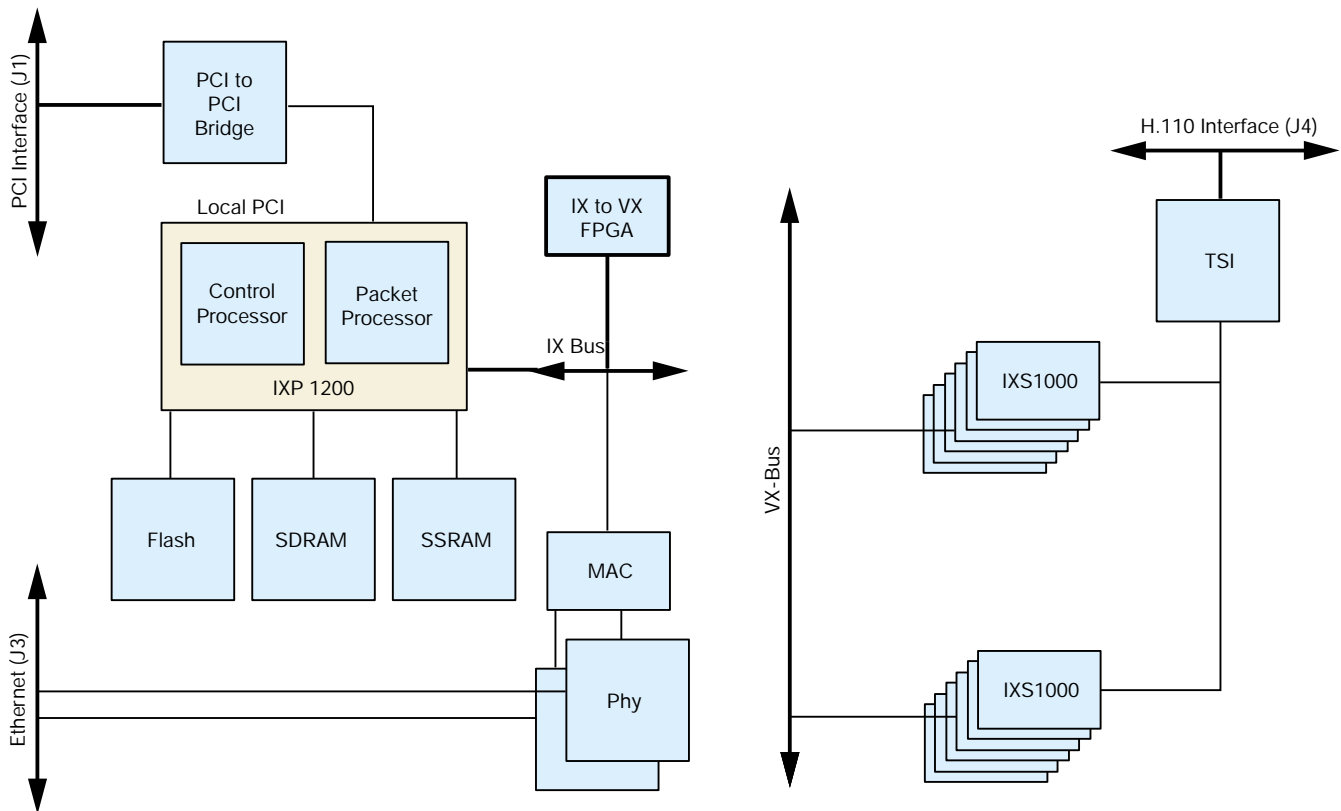 PCI Interface (J1)
PCI to
PCI
Bridge
Local PCI
Control
Processor
Packet
Processor
IXP 1200
IX to VX
FPGA
IX Bus
Flash
SDRAM
SSRAM
MAC
Phy
Ethernet (J3)
H.110 Interface (J4)
TSI
VX-Bus
IXS1000
IXS1000